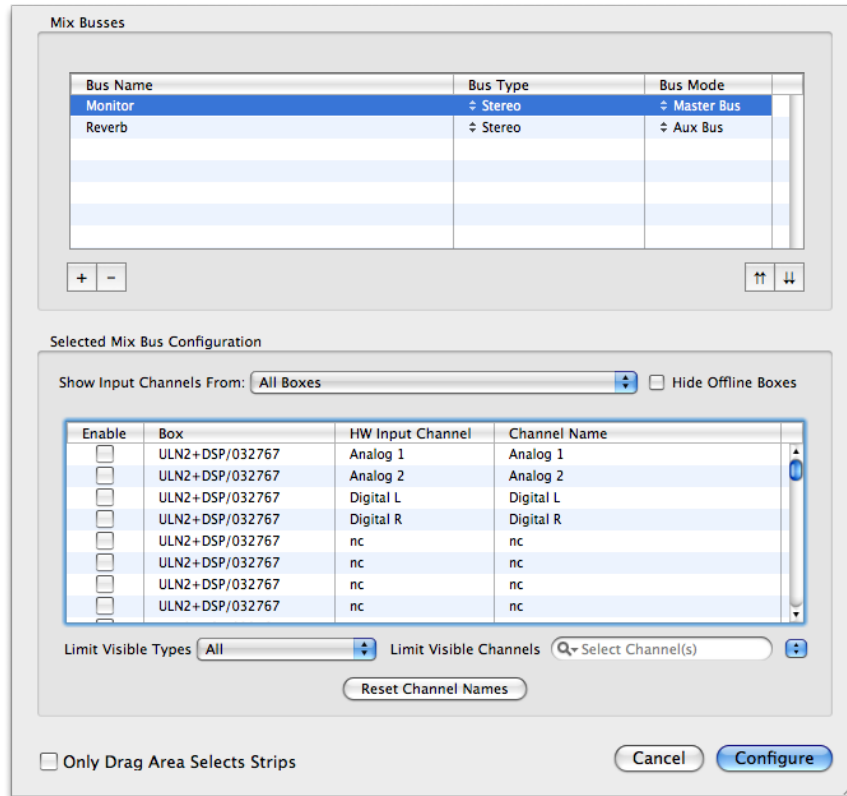 Mix Busses
Bus Name Bus Type Bus Mode
Monitor Stereo Master Bus
Reverb Stereo Aux Bus
+ −
Selected Mix Bus Configuration
Show Input Channels From: All Boxes Hide Offline Boxes
Enable Box HW Input Channel Channel Name
ULN2+DSP/032767 Analog 1 Analog 1
ULN2+DSP/032767 Analog 2 Analog 2
ULN2+DSP/032767 Digital L Digital L
ULN2+DSP/032767 Digital R Digital R
ULN2+DSP/032767 nc nc
ULN2+DSP/032767 nc nc
ULN2+DSP/032767 nc nc
ULN2+DSP/032767 nc nc
Limit Visible Types All Limit Visible Channels Select Channel(s)
Reset Channel Names
Only Drag Area Selects Strips Cancel Configure